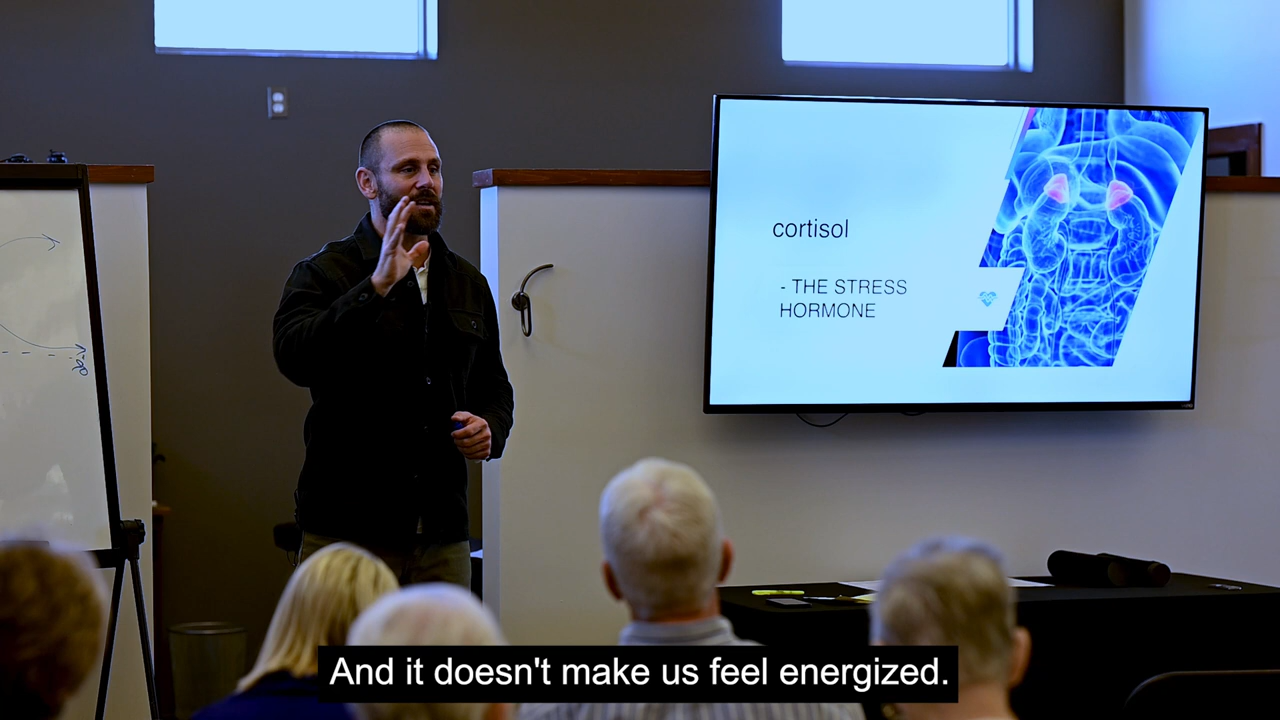 cortisol
- THE STRESS
HORMONE
And it doesn't make us feel energized.